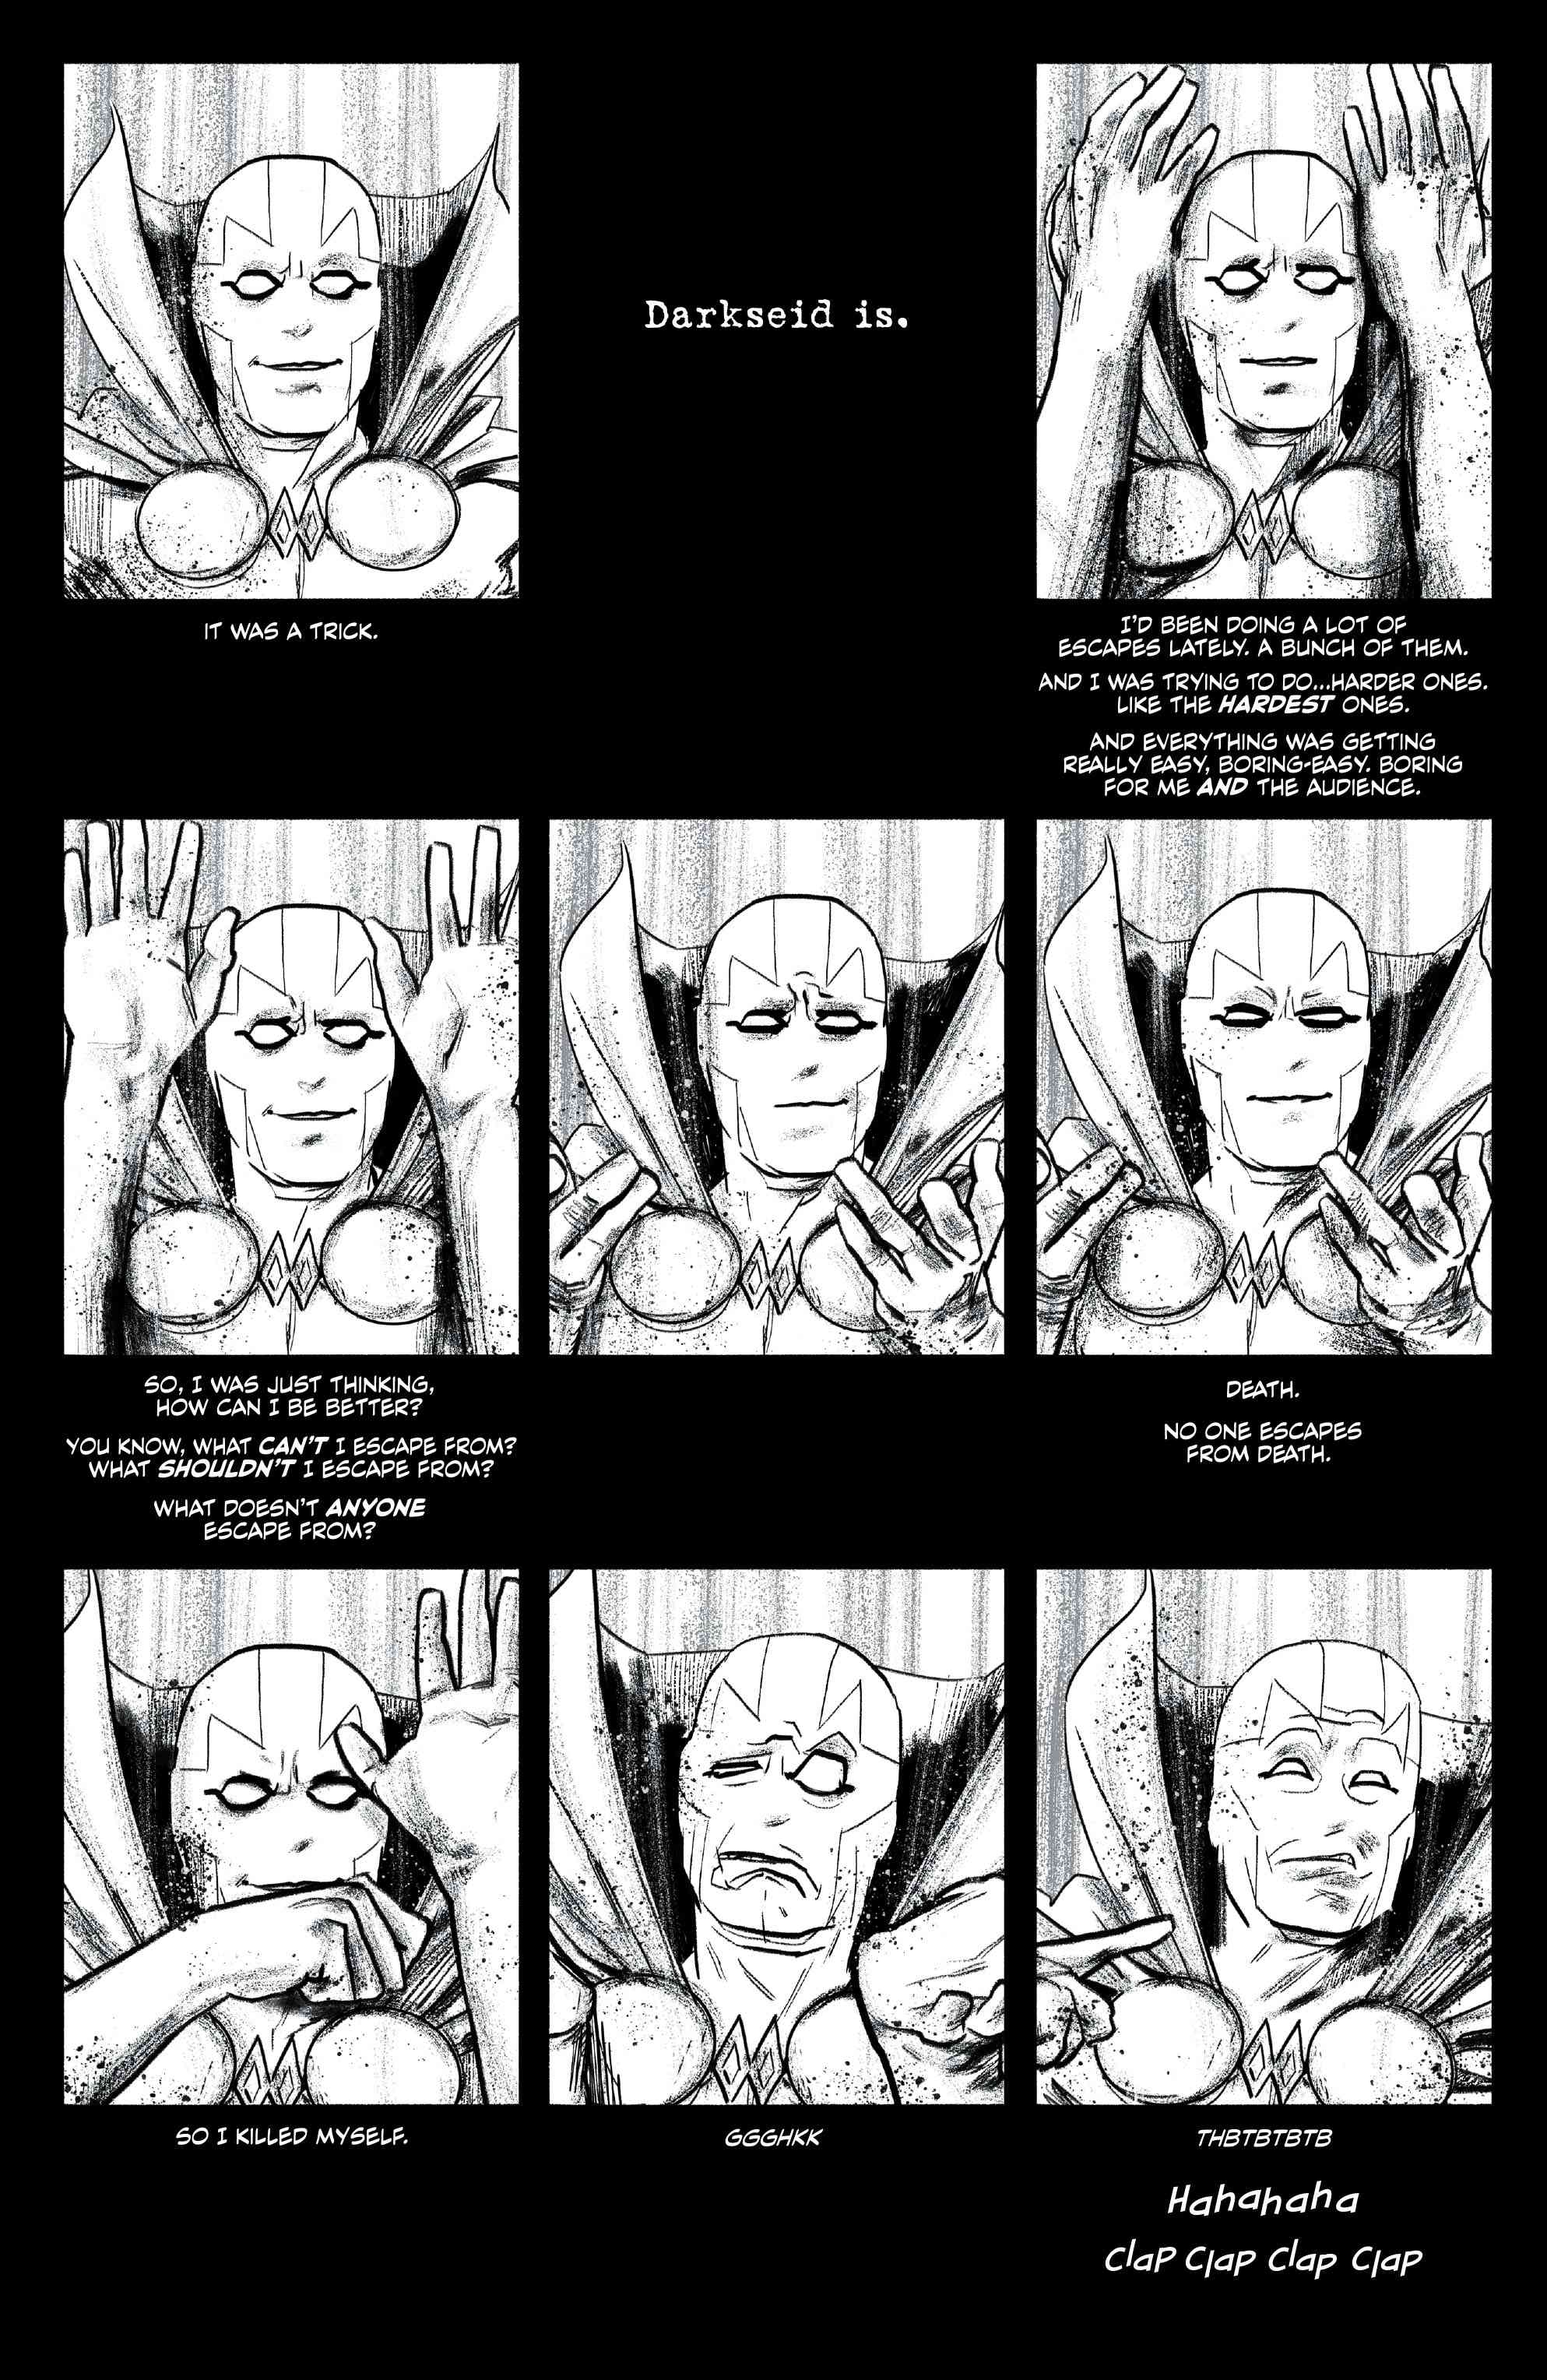 IT WAS A TRICK.
Darkseid is.
I'D BEEN DOING A LOT OF
ESCAPES LATELY. A BUNCH OF THEM.
AND I WAS TRYING TO DO...HARDER ONES.
LIKE THE HARDEST ONES.
AND EVERYTHING WAS GETTING
REALLY EASY, BORING-EASY. BORING
FOR ME AND THE AUDIENCE.
SO, I WAS JUST THINKING,
HOW CAN I BE BETTER?
YOU KNOW, WHAT CAN'T I ESCAPE FROM?
WHAT SHOULDN'T I ESCAPE FROM?
WHAT DOESN'T ANYONE
ESCAPE FROM?
DEATH.
NO ONE ESCAPES
FROM DEATH.
SO I KILLED MYSELF.
GGGHKK
THBTBTBTB
Hahahaha
Clap Clap Clap Clap